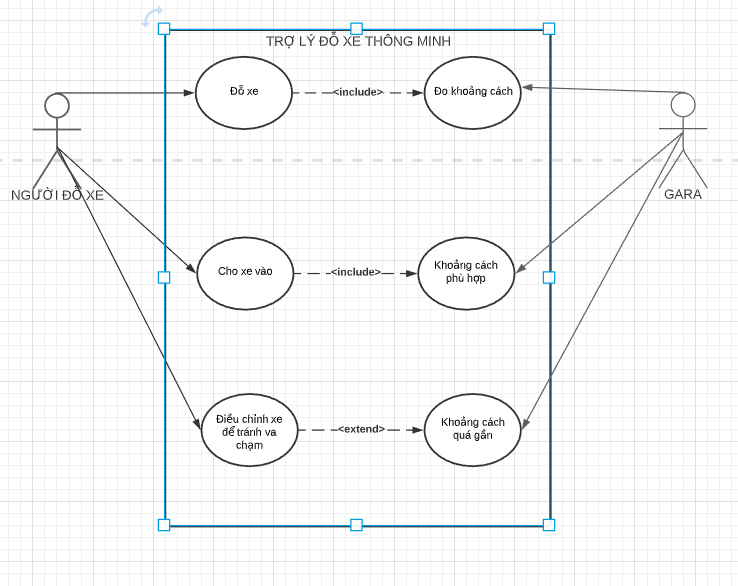 TRỢ LÝ ĐỖ XE THÔNG MINH
Đỗ xe
<include>
Đo khoảng cách
NGƯỜI ĐỖ XE
GARA
Cho xe vào
<include>
Khoảng cách
phù hợp
Điều chỉnh xe
để tránh va
chạm
<extend>
Khoảng cách
quá gần